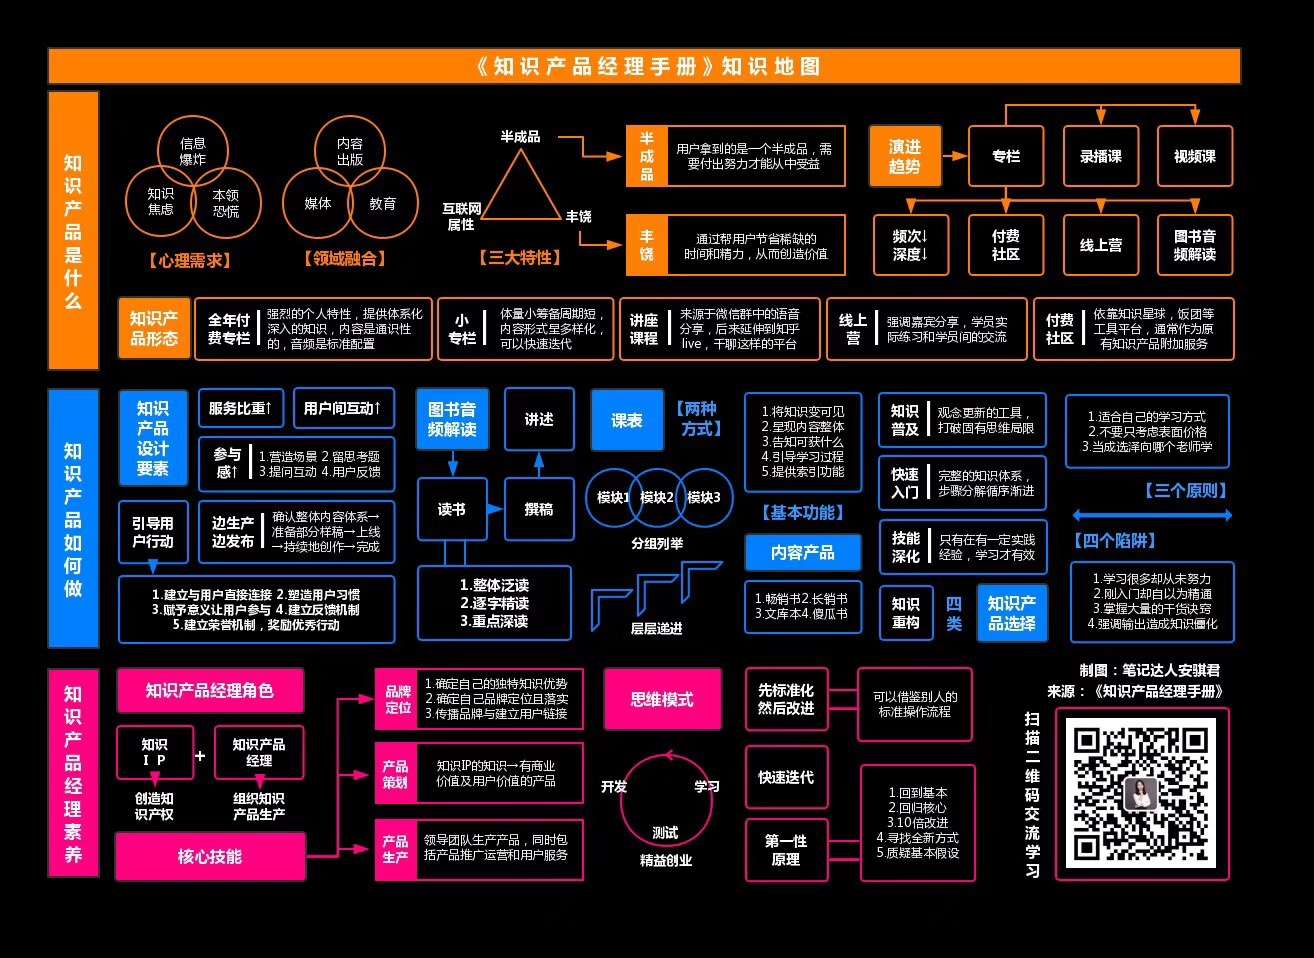 《知识产品经理手册》知识地图
知识产品是什么
信息
爆炸
知识
焦虑
本领
恐慌
【心理需求】
内容
出版
媒体
教育
【领域融合】
半成品
互联网
属性
丰饶
【三大特性】
半成品
用户拿到的是一个半成品，需
要付出努力才能从中受益
丰饶
通过帮用户节省稀缺的
时间和精力，从而创造价值
演进
趋势
专栏
录播课
视频课
频次↓
深度↓
付费
社区
线上营
图书音
频解读
知识产
品形态
全年付
费专栏
强烈的个人特性，提供体系化
深入的知识，内容是通识性
的，音频是标准配置
小
专栏
体量小筹备周期短，
内容形式呈多样化，
可以快速迭代
讲座
课程
来源于微信群中的语音
分享，后来延伸到知乎
live，千聊这样的平台
线上
营
强调嘉宾分享，学员实
际练习和学员间的交流
付费
社区
依靠知识星球，饭团等
工具平台，通常作为原
有知识产品附加服务
知识产品如何做
知识
产品
设计
要素
服务比重↑
用户间互动↑
参与
感↑
1.营造场景 2.留思考题
3.提问互动 4.用户反馈
引导用
户行动
边生产
边发布
确认整体内容体系→
准备部分样稿→上线
→持续地创作→完成
1.建立与用户直接连接 2.塑造用户习惯
3.赋予意义让用户参与 4.建立反馈机制
5.建立荣誉机制，奖励优秀行动
图书音
频解读
讲述
读书
撰稿
1.整体泛读
2.逐字精读
3.重点深读
课表
【两种
方式】
模块1
模块2
模块3
分组列举
层层递进
1.将知识变可见
2.呈现内容整体
3.告知可获什么
4.引导学习过程
5.提供索引功能
【基本功能】
内容产品
1.畅销书2.长销书
3.文库本4.傻瓜书
知识
普及
观念更新的工具，
打破固有思维局限
快速
入门
完整的知识体系，
步骤分解循序渐进
技能
深化
只有在有一定实践
经验，学习才有效
知识
重构
四类
知识产
品选择
1.适合自己的学习方式
2.不要只考虑表面价格
3.当成选泽向哪个老师学
【三个原则】
【四个陷阱】
1.学习很多却从未努力
2.刚入门却自以为精通
3.掌握大量的干货诀窍
4.强调输出造成知识僵化
知识产品经理素养
知识产品经理角色
知识
IP
+
知识产品
经理
创造知
识产权
组织知识
产品生产
核心技能
品牌
定位
1.确定自己的独特知识优势
2.确定自己品牌定位且落实
3.传播品牌与建立用户链接
产品
策划
知识IP的知识→有商业
价值及用户价值的产品
产品
生产
领导团队生产产品，同时包
括产品推广运营和用户服务
思维模式
开发
学习
测试
精益创业
先标准化
然后改进
可以借鉴别人的
标准操作流程
快速迭代
第一性
原理
1.回到基本
2.回归核心
3.10倍改进
4.寻找全新方式
5.质疑基本假设
制图：笔记达人安骐君
来源：《知识产品经理手册》
扫描二维码交流学习